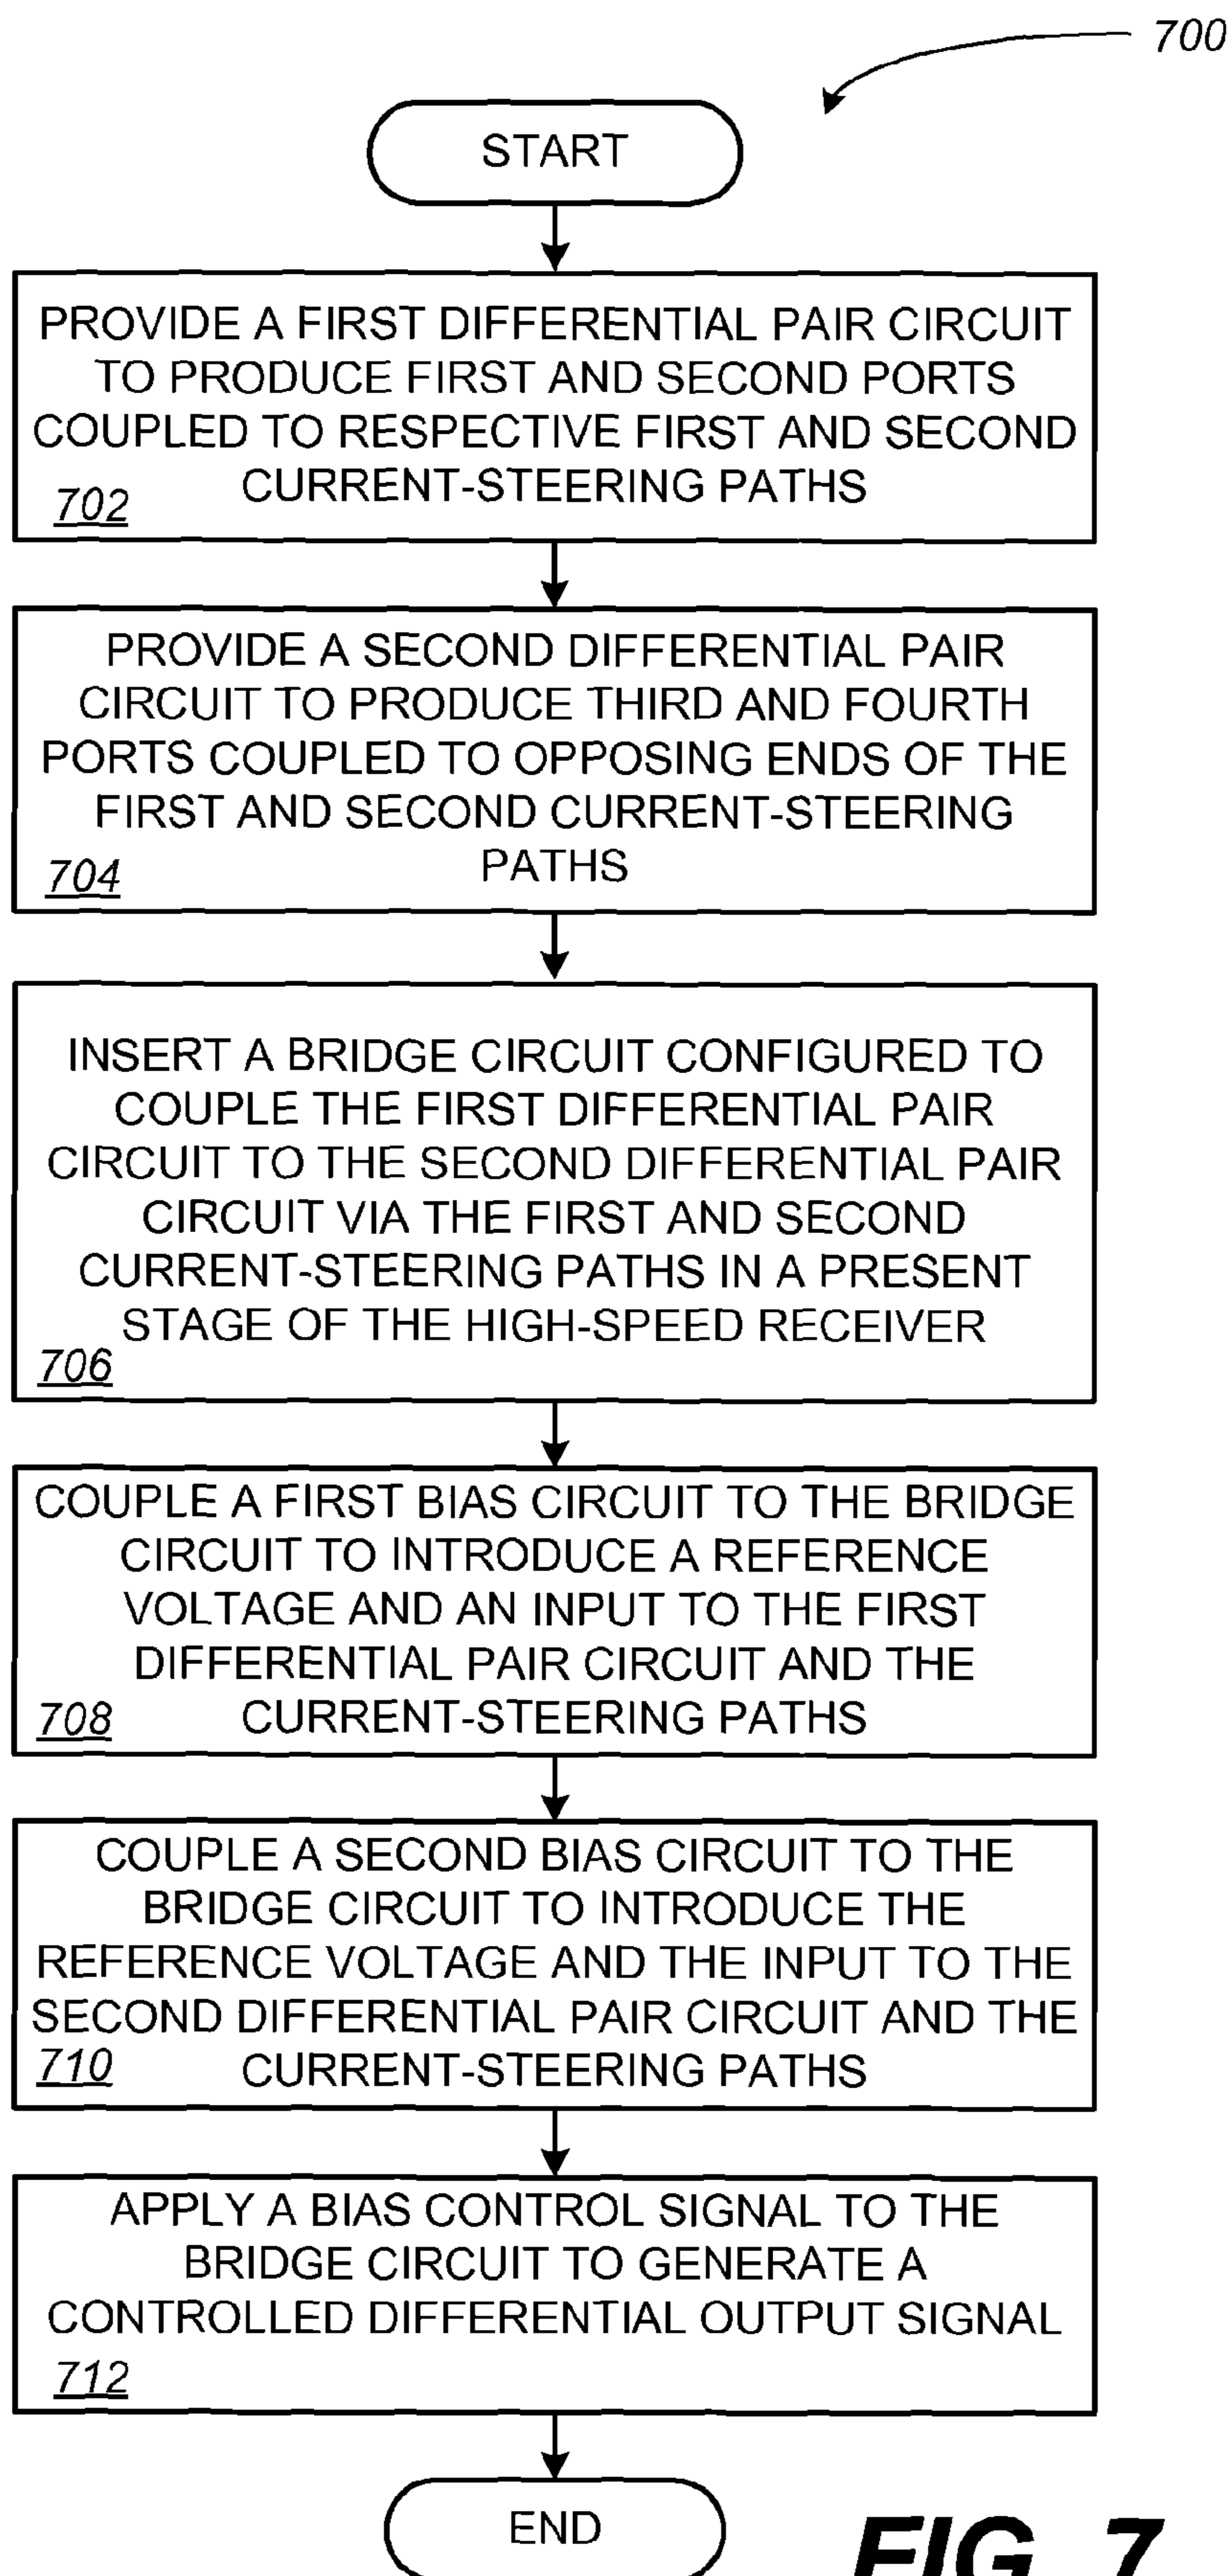 700
START
PROVIDE A FIRST DIFFERENTIAL PAIR CIRCUIT
TO PRODUCE FIRST AND SECOND PORTS
COUPLED TO RESPECTIVE FIRST AND SECOND
CURRENT-STEERING PATHS
702
PROVIDE A SECOND DIFFERENTIAL PAIR
CIRCUIT TO PRODUCE THIRD AND FOURTH
PORTS COUPLED TO OPPOSING ENDS OF THE
FIRST AND SECOND CURRENT-STEERING
PATHS
704
INSERT A BRIDGE CIRCUIT CONFIGURED TO
COUPLE THE FIRST DIFFERENTIAL PAIR
CIRCUIT TO THE SECOND DIFFERENTIAL PAIR
CIRCUIT VIA THE FIRST AND SECOND
CURRENT-STEERING PATHS IN A PRESENT
STAGE OF THE HIGH-SPEED RECEIVER
706
COUPLE A FIRST BIAS CIRCUIT TO THE BRIDGE
CIRCUIT TO INTRODUCE A REFERENCE
VOLTAGE AND AN INPUT TO THE FIRST
DIFFERENTIAL PAIR CIRCUIT AND THE
CURRENT-STEERING PATHS
708
COUPLE A SECOND BIAS CIRCUIT TO THE
BRIDGE CIRCUIT TO INTRODUCE THE
REFERENCE VOLTAGE AND THE INPUT TO THE
SECOND DIFFERENTIAL PAIR CIRCUIT AND THE
CURRENT-STEERING PATHS
710
APPLY A BIAS CONTROL SIGNAL TO THE
BRIDGE CIRCUIT TO GENERATE A
CONTROLLED DIFFERENTIAL OUTPUT SIGNAL
712
END
FIG. 7